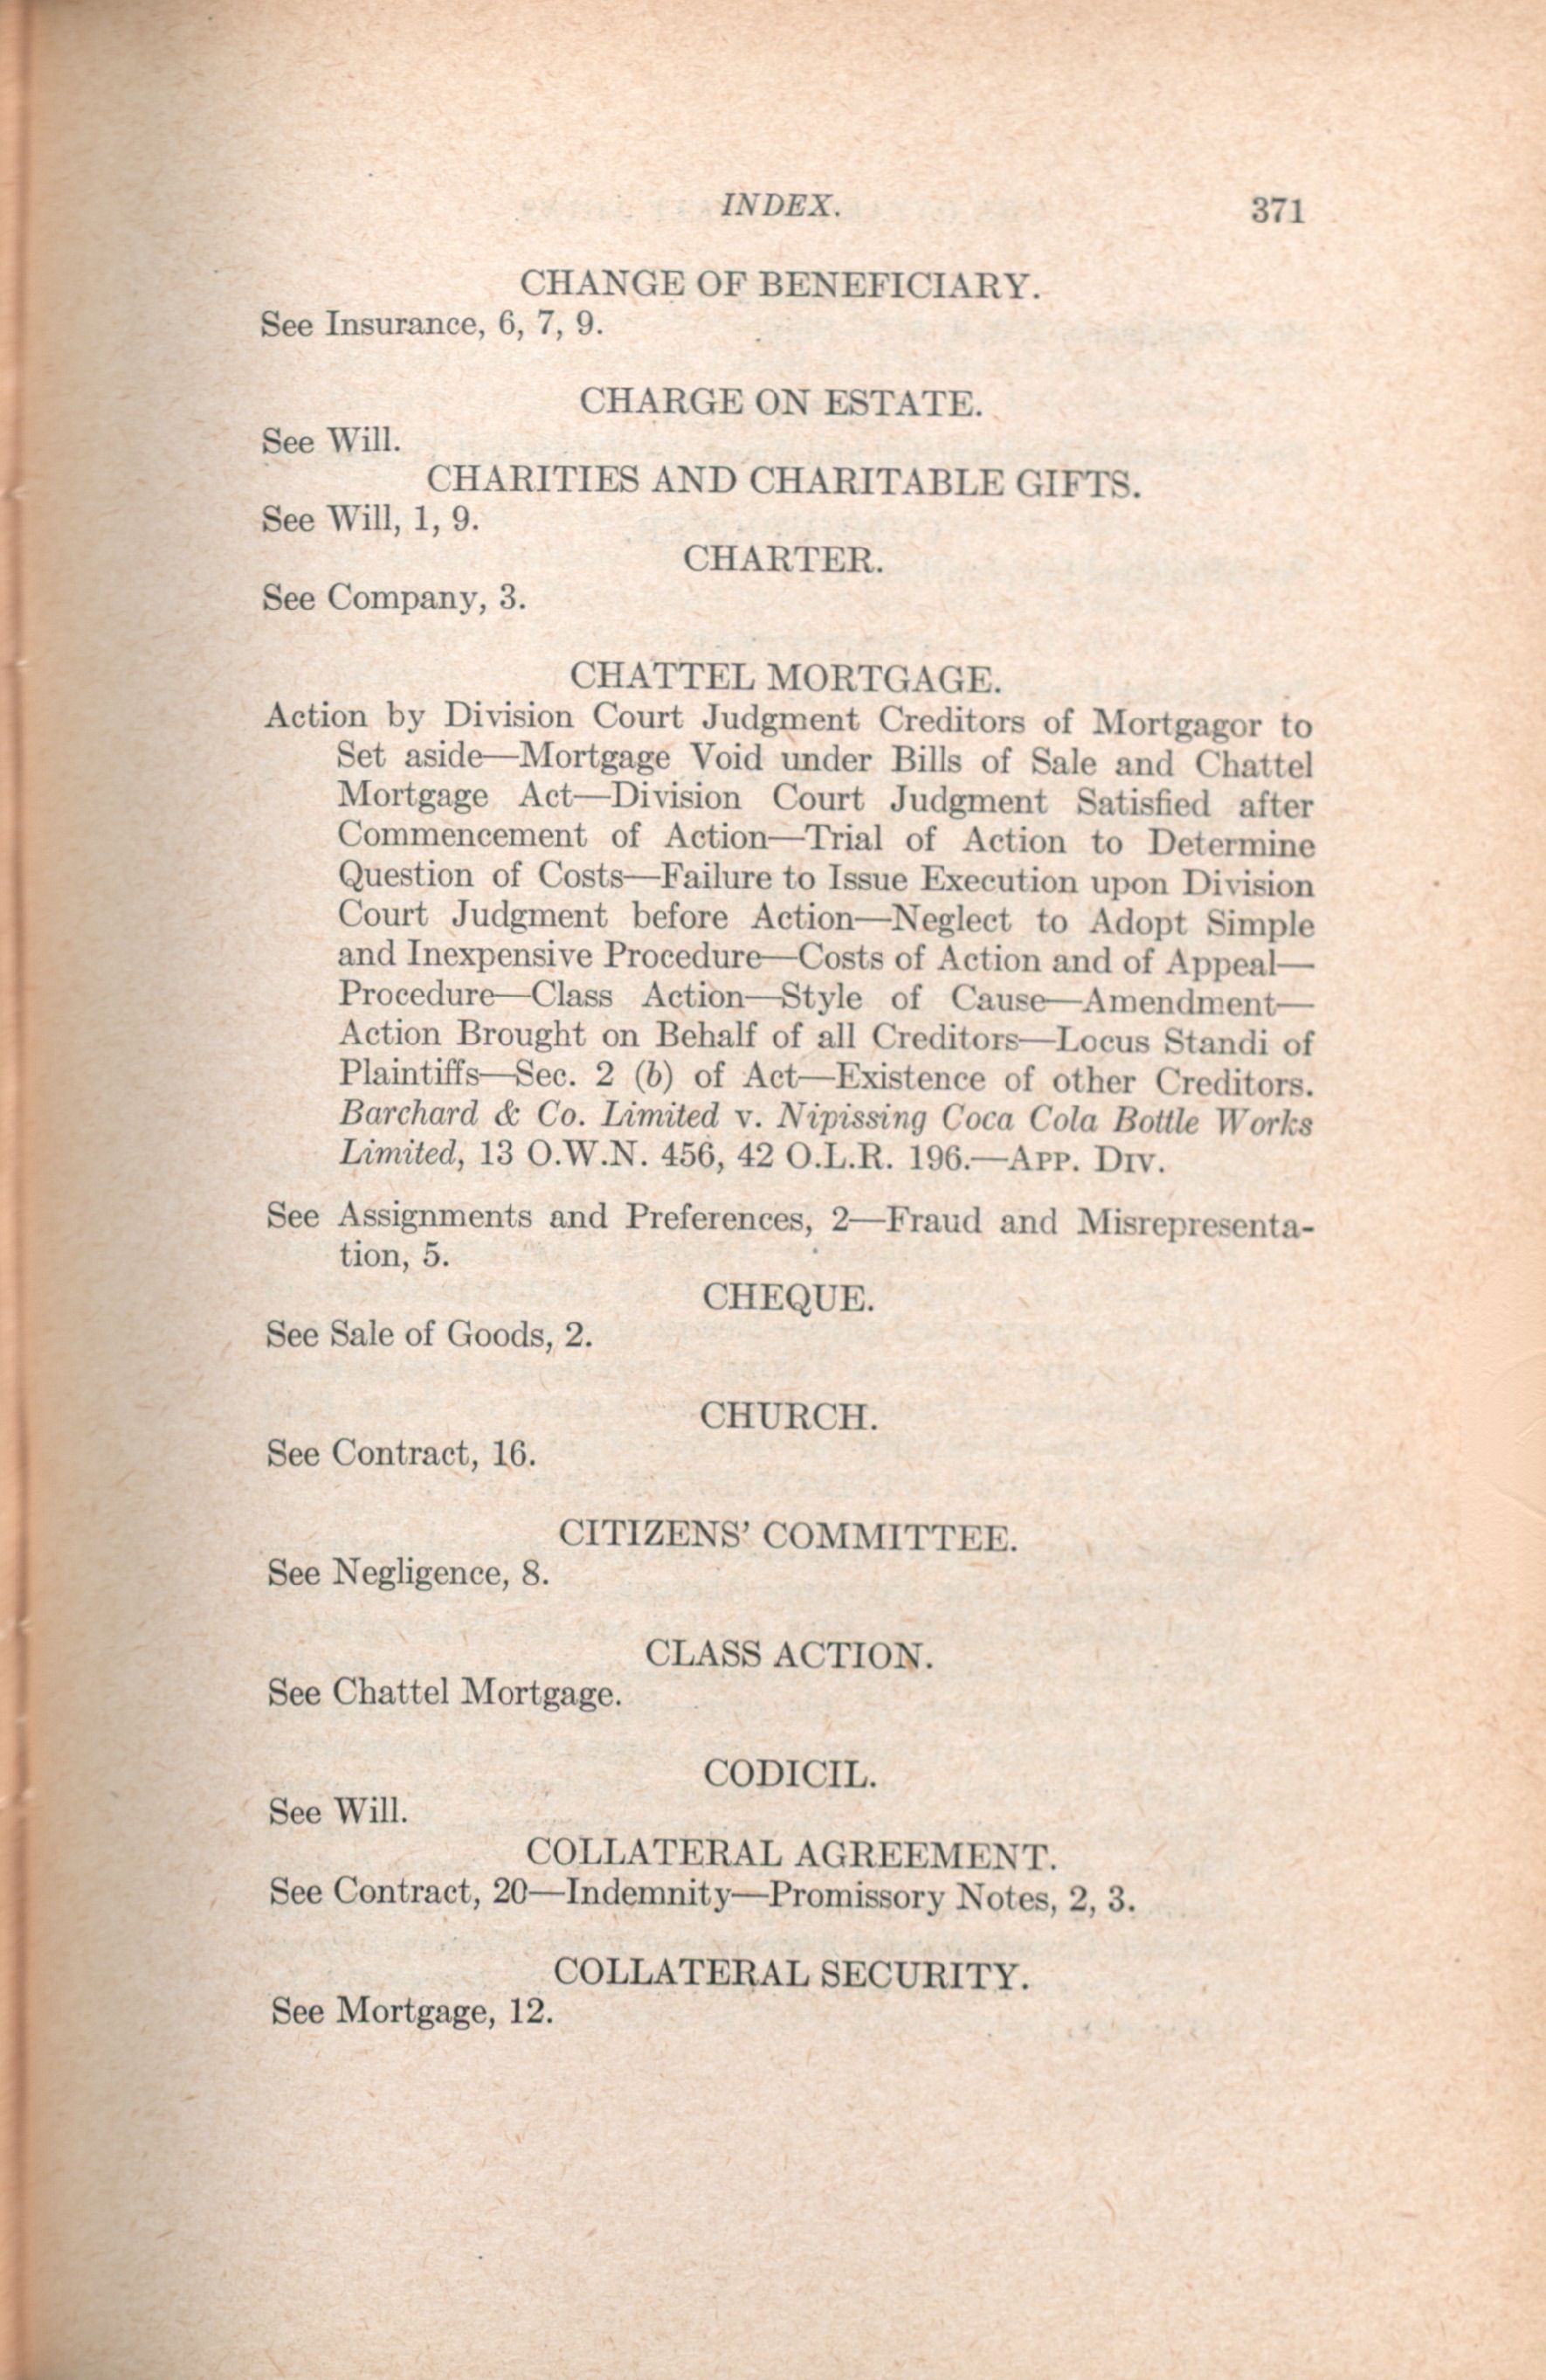 INDEX. 371
CHANGE OF BENEFICIARY.
See Insurance, 6, 7, 9.
CHARGE ON ESTATE.
See Will.
CHARITIES AND CHARITABLE GIFTS.
See Will, 1, 9.
CHARTER.
See Company, 3.
CHATTEL MORTGAGE.
Action by Division Court Judgment Creditors of Mortgagor to
Set aside—Mortgage Void under Bills of Sale and Chattel
Mortgage Act—Division Court Judgment Satisfied after
Commencement of Action—Trial of Action to Determine
Question of Costs—Failure to Issue Execution upon Division
Court Judgment before Action—Neglect to Adopt Simple
and Inexpensive Procedure—Costs of Action and of Appeal—
Procedure—Class Action—Style of Cause—Amendment—
Action Brought on Behalf of all Creditors—Locus Standi of
Plaintiffs—Sec. 2 (b) of Act—Existence of other Creditors.
Barchard & Co. Limited v. Nipissing Coca Cola Bottle Works
Limited, 13 O.W.N. 456, 42 O.L.R. 196.—APP. DIV.
See Assignments and Preferences, 2—Fraud and Misrepresenta-
tion, 5.
CHEQUE.
See Sale of Goods, 2.
CHURCH.
See Contract, 16.
CITIZENS' COMMITTEE.
See Negligence, 8.
CLASS ACTION.
See Chattel Mortgage.
CODICIL.
See Will.
COLLATERAL AGREEMENT.
See Contract, 20—Indemnity—Promissory Notes, 2, 3.
COLLATERAL SECURITY.
See Mortgage, 12.